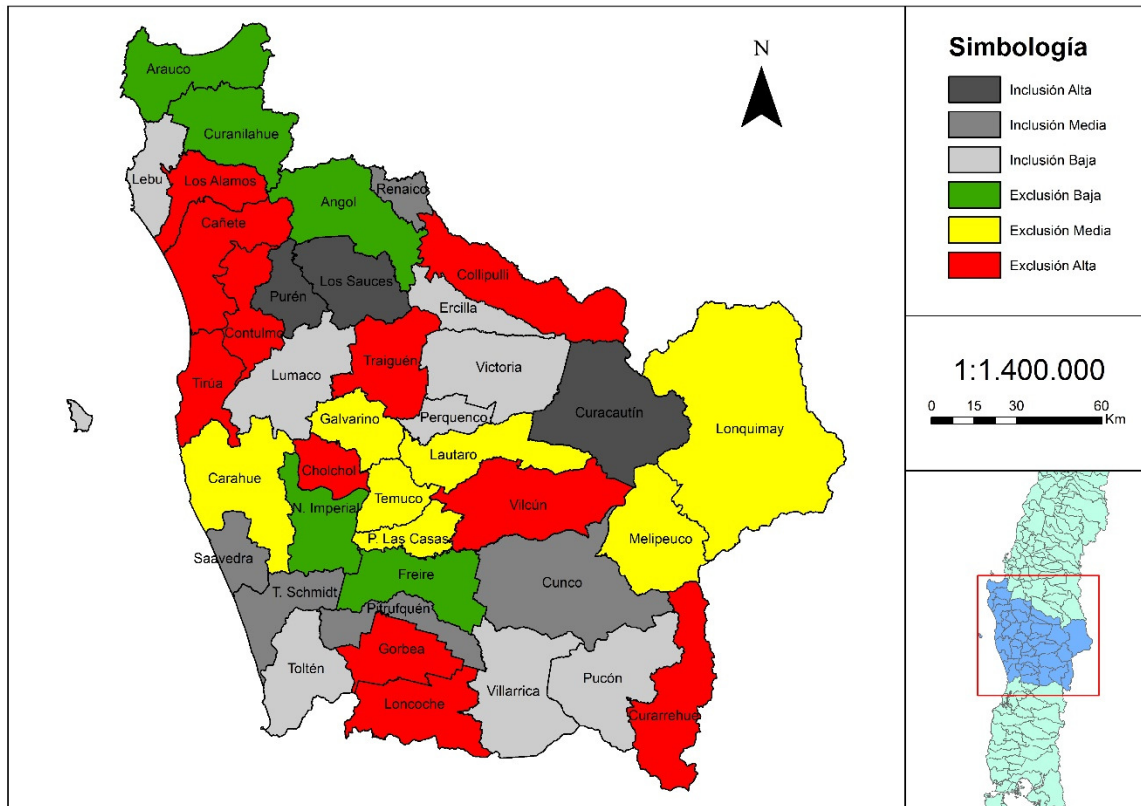 N
Arauco
Curanilahue
Lebu
Los Alamos
Renaico
Angol
Cañete
Collipulli
Los Sauces
Purén
Ercilla
Contulmo
Traiguén
Victoria
Lumaco
Tirúa
Curacautín
Perquenco
Galvarino
Lonquimay
Lautaro
Cholchol
Carahue
Temuco
Vilcún
N. Imperial
P. Las Casas
Melipeuco
Saavedra
Freire
Cunco
T. Schmidt
Pitrufquén
Gorbea
Toltén
Pucón
Villarrica
Loncoche
Curarrehue
Simbología
Inclusión Alta
Inclusión Media
Inclusión Baja
Exclusión Baja
Exclusión Media
Exclusión Alta
1:1.400.000
0 15 30 60
Km